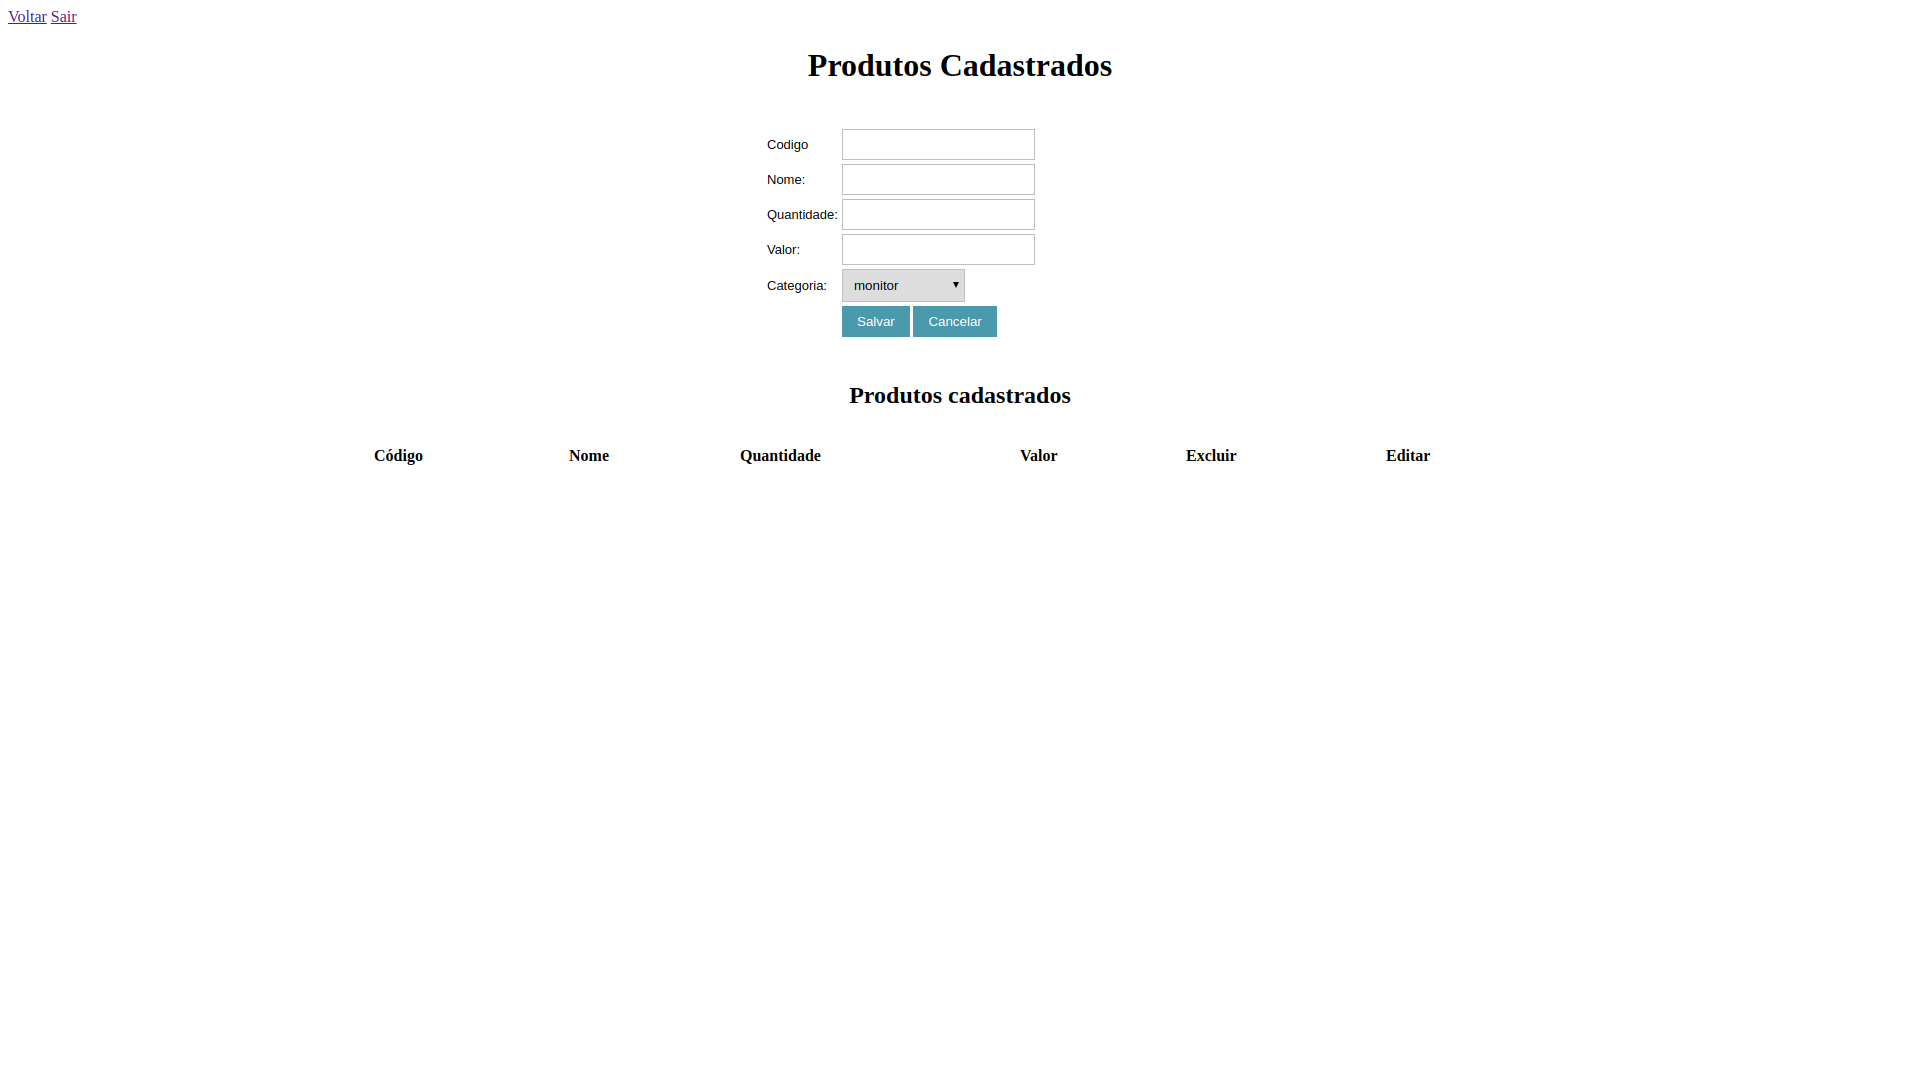 Voltar Sair
Produtos Cadastrados
Codigo
Nome:
Quantidade:
Valor:
Categoria: monitor
Salvar Cancelar
Produtos cadastrados
Código Nome Quantidade Valor Excluir Editar